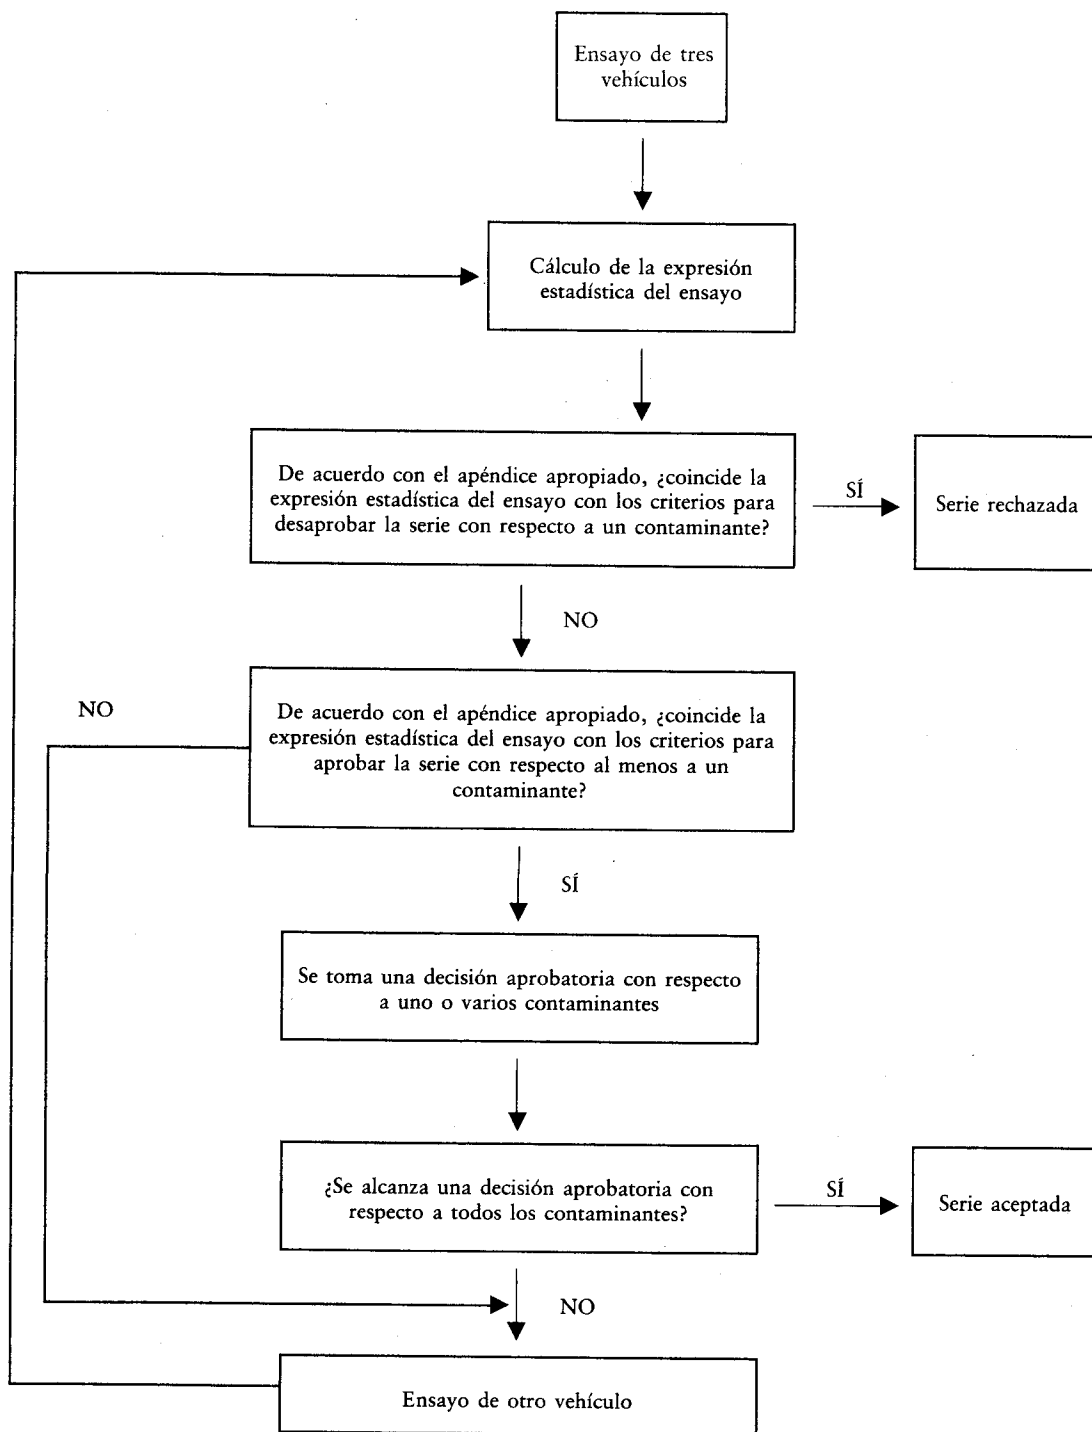 Ensayo de tres
vehículos
Cálculo de la expresión
estadística del ensayo
De acuerdo con el apéndice apropiado, ¿coincide la
expresión estadística del ensayo con los criterios para
desaprobar la serie con respecto a un contaminante?
SÍ
Serie rechazada
NO
NO
De acuerdo con el apéndice apropiado, ¿coincide la
expresión estadística del ensayo con los criterios para
aprobar la serie con respecto al menos a un
contaminante?
SÍ
Se toma una decisión aprobatoria con respecto
a uno o varios contaminantes
¿Se alcanza una decisión aprobatoria con
respecto a todos los contaminantes?
SÍ
Serie aceptada
NO
Ensayo de otro vehículo